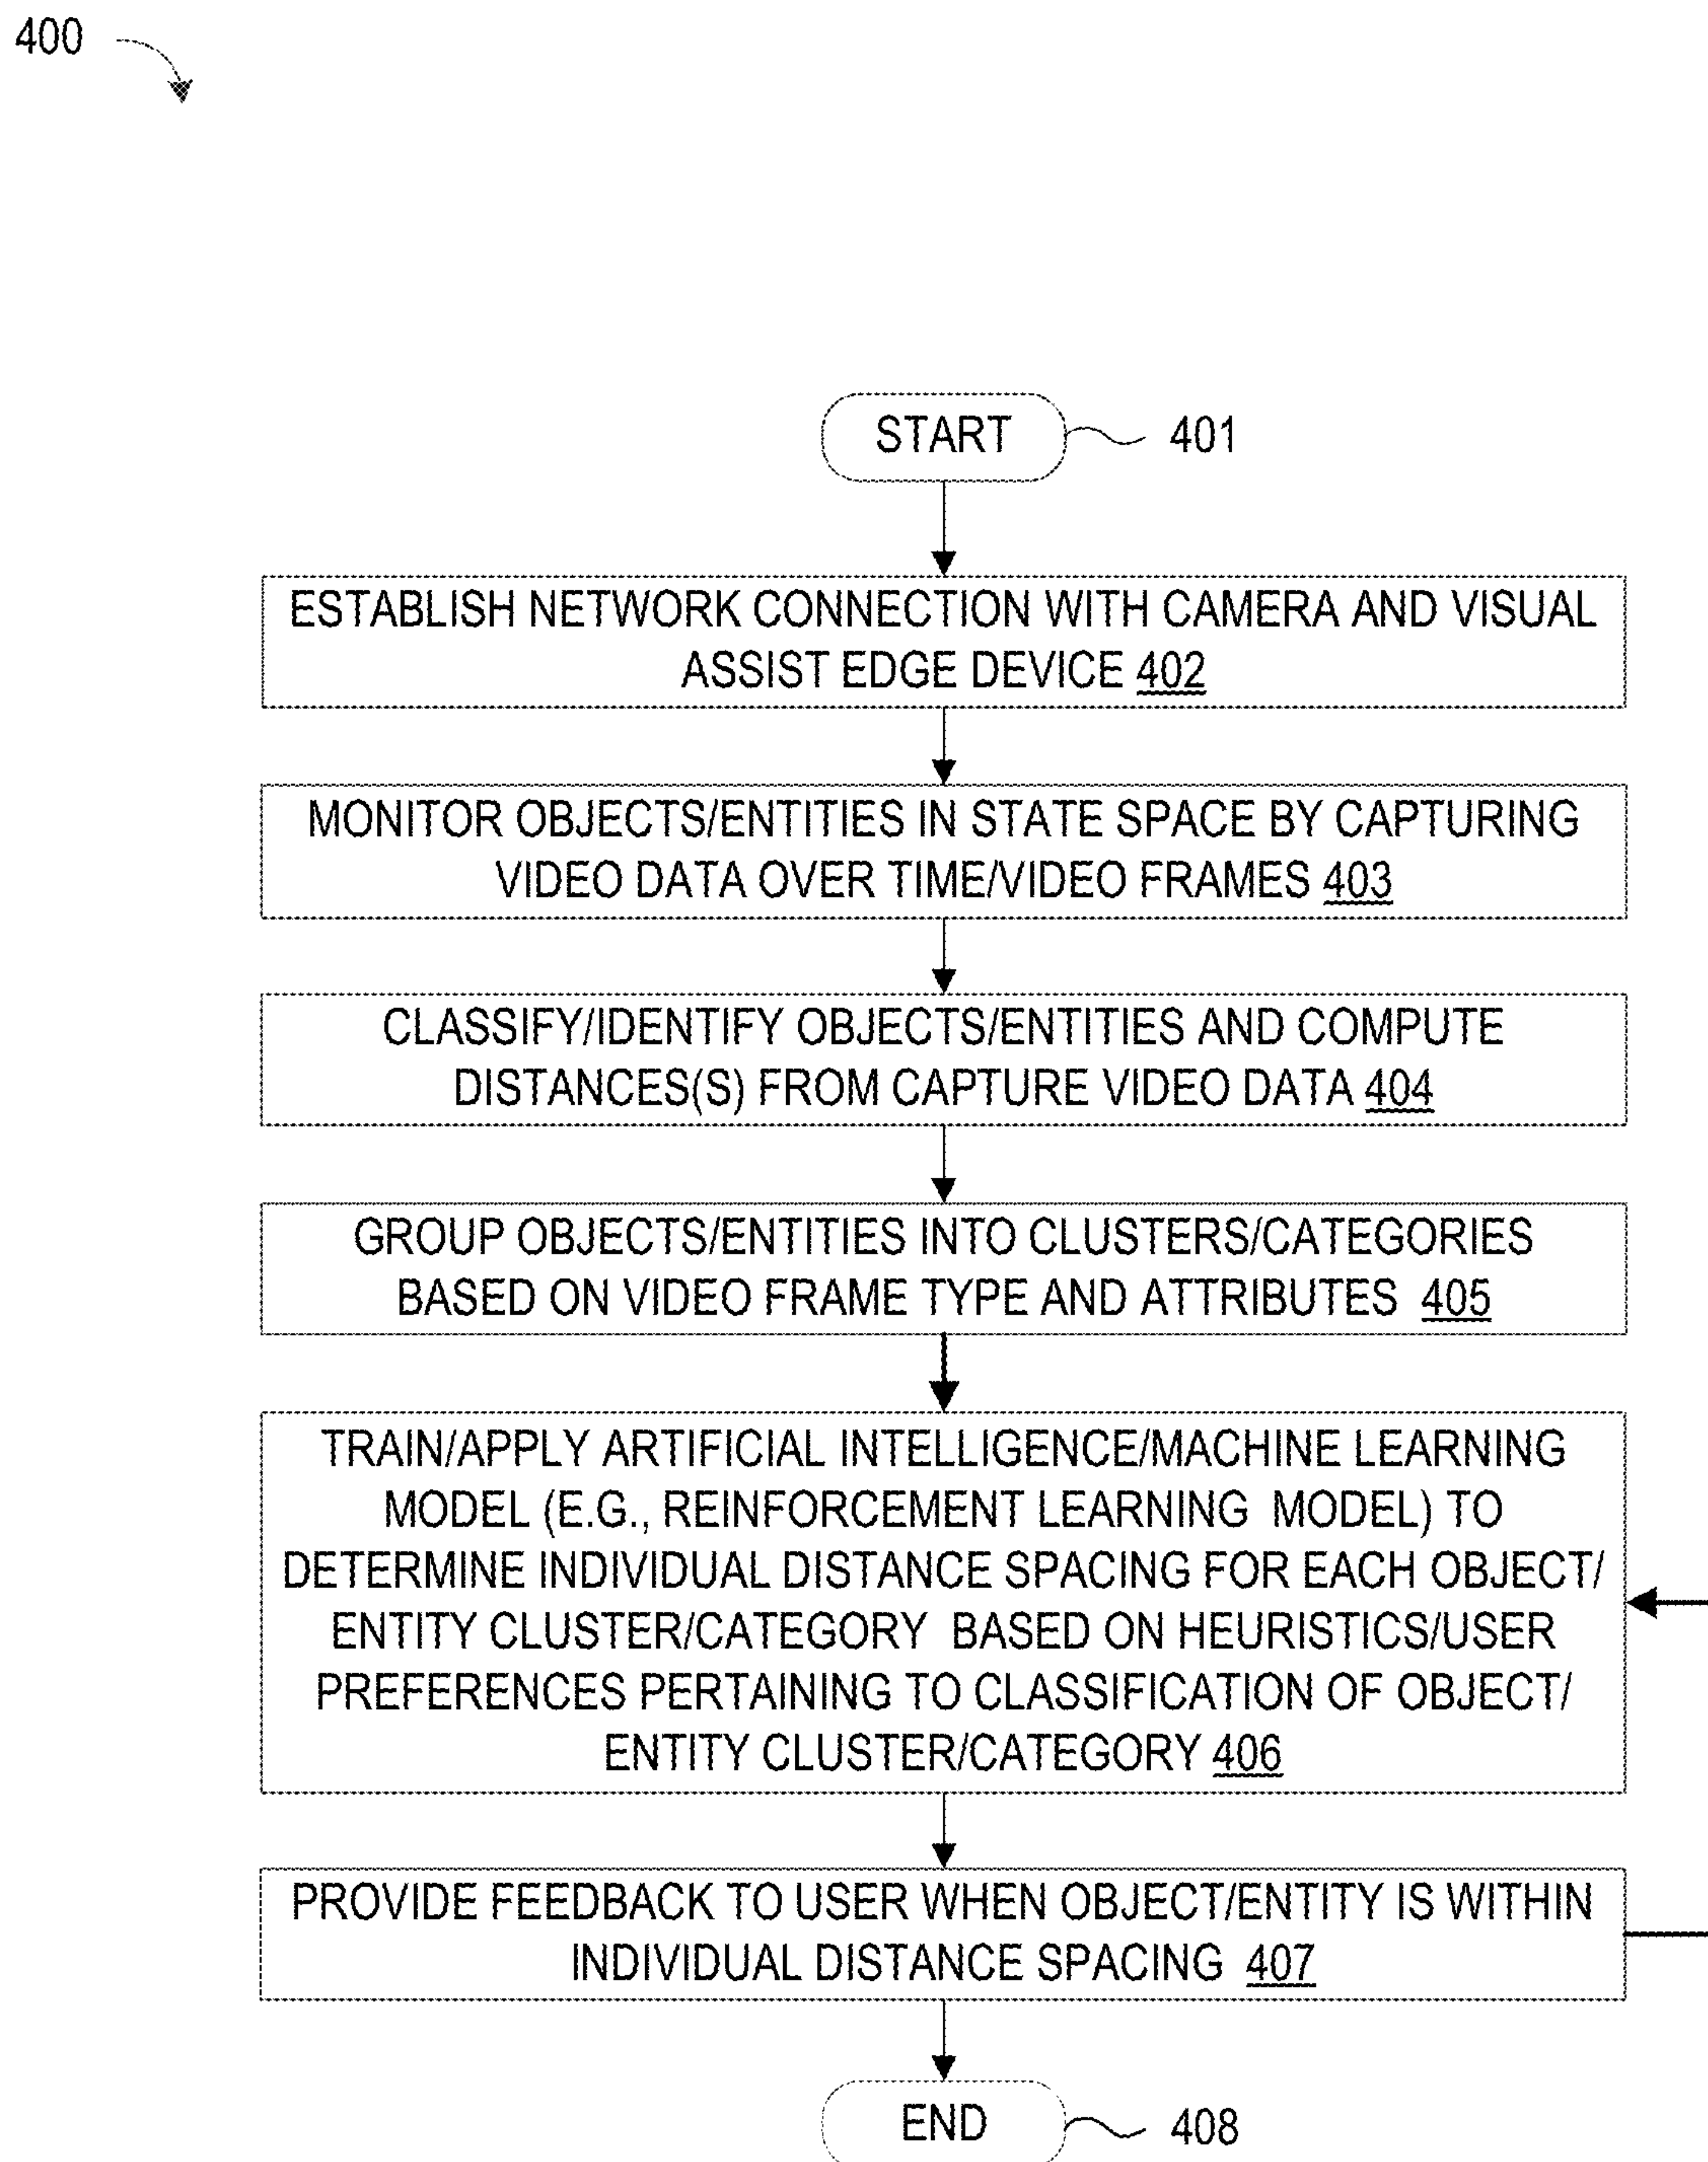 400
START
401
ESTABLISH NETWORK CONNECTION WITH CAMERA AND VISUAL
ASSIST EDGE DEVICE 402
MONITOR OBJECTS/ENTITIES IN STATE SPACE BY CAPTURING
VIDEO DATA OVER TIME/VIDEO FRAMES 403
CLASSIFY/IDENTIFY OBJECTS/ENTITIES AND COMPUTE
DISTANCES(S) FROM CAPTURE VIDEO DATA 404
GROUP OBJECTS/ENTITIES INTO CLUSTERS/CATEGORIES
BASED ON VIDEO FRAME TYPE AND ATTRIBUTES 405
TRAIN/APPLY ARTIFICIAL INTELLIGENCE/MACHINE LEARNING
MODEL (E.G., REINFORCEMENT LEARNING MODEL) TO
DETERMINE INDIVIDUAL DISTANCE SPACING FOR EACH OBJECT/
ENTITY CLUSTER/CATEGORY BASED ON HEURISTICS/USER
PREFERENCES PERTAINING TO CLASSIFICATION OF OBJECT/
ENTITY CLUSTER/CATEGORY 406
PROVIDE FEEDBACK TO USER WHEN OBJECT/ENTITY IS WITHIN
INDIVIDUAL DISTANCE SPACING 407
END
408